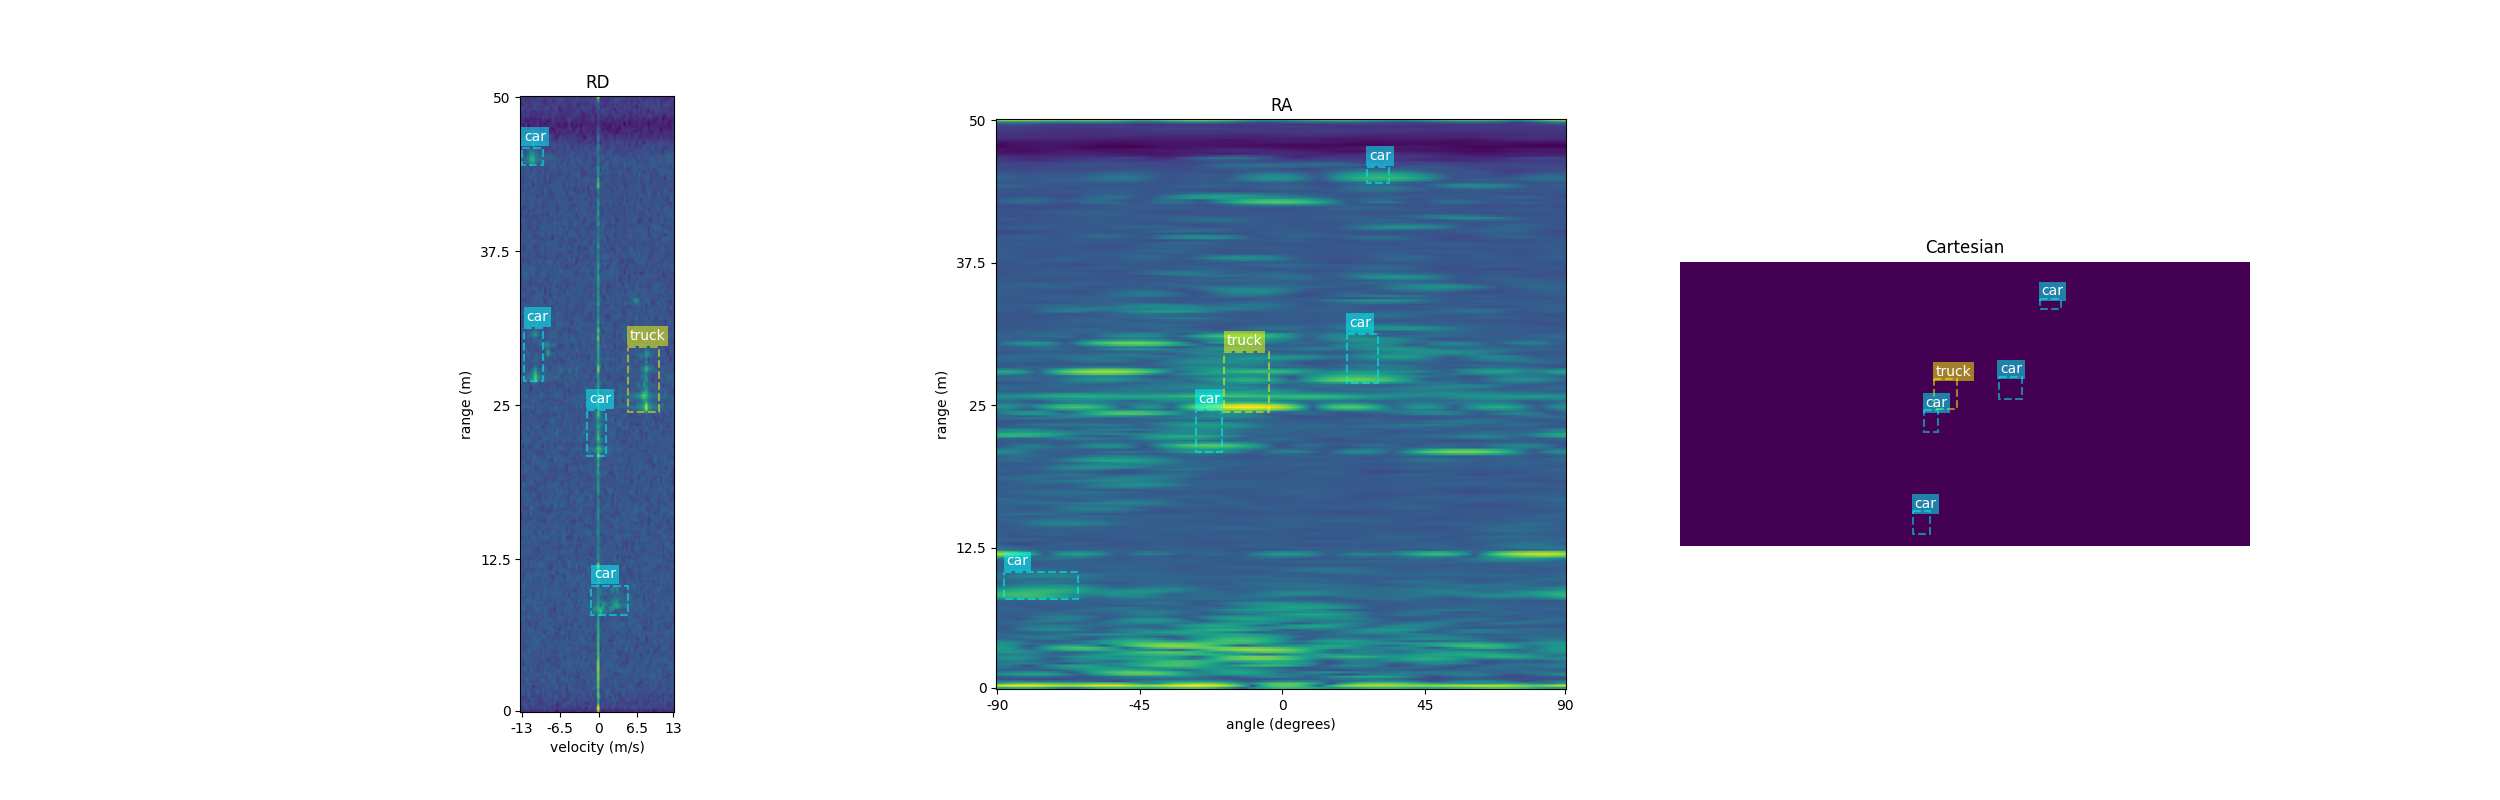 RD
50
37.5
25
12.5
0
range (m)
car
car
truck
car
car
-13
-6.5
0
6.5
13
velocity (m/s)
RA
50
37.5
25
12.5
0
range (m)
car
car
truck
car
car
-90
-45
0
45
90
angle (degrees)
Cartesian
car
car
truck
car
car